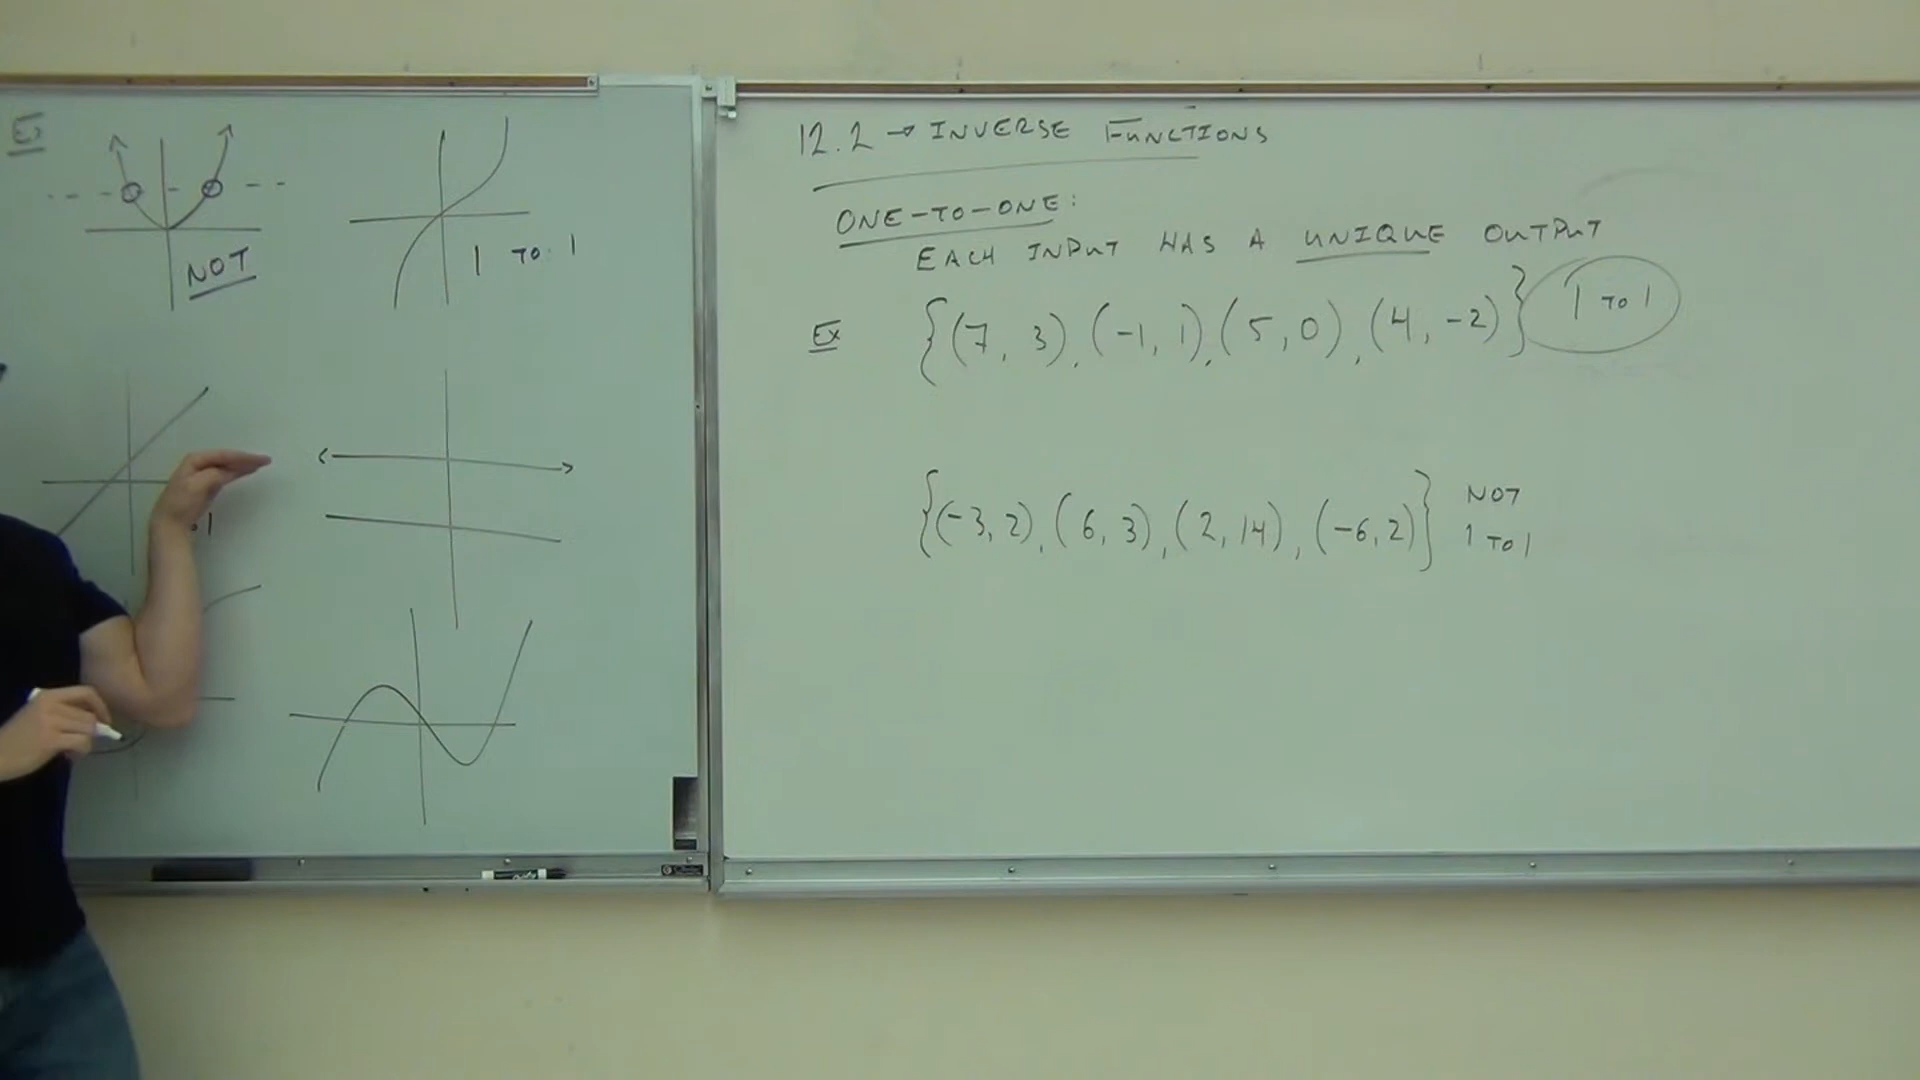 Ex
NOT
1 TO 1
12.2 → INVERSE FUNCTIONS
ONE-TO-ONE:
EACH INPUT HAS A UNIQUE OUTPUT
Ex {(7, 3), (-1, 1), (5, 0), (4, -2)} 1 TO 1
{(-3, 2), (6, 3), (2, 14), (-6, 2)} NOT
1 TO 1